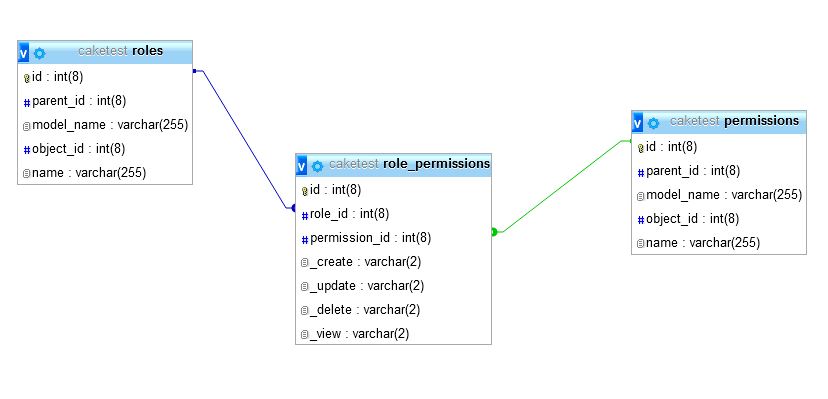 v caketest roles
id : int(8)
# parent_id : int(8)
model_name : varchar(255)
# object_id : int(8)
name : varchar(255)
v caketest role_permissions
id : int(8)
# role_id : int(8)
# permission_id : int(8)
_create : varchar(2)
_update : varchar(2)
_delete : varchar(2)
_view : varchar(2)
v caketest permissions
id : int(8)
# parent_id : int(8)
model_name : varchar(255)
# object_id : int(8)
name : varchar(255)